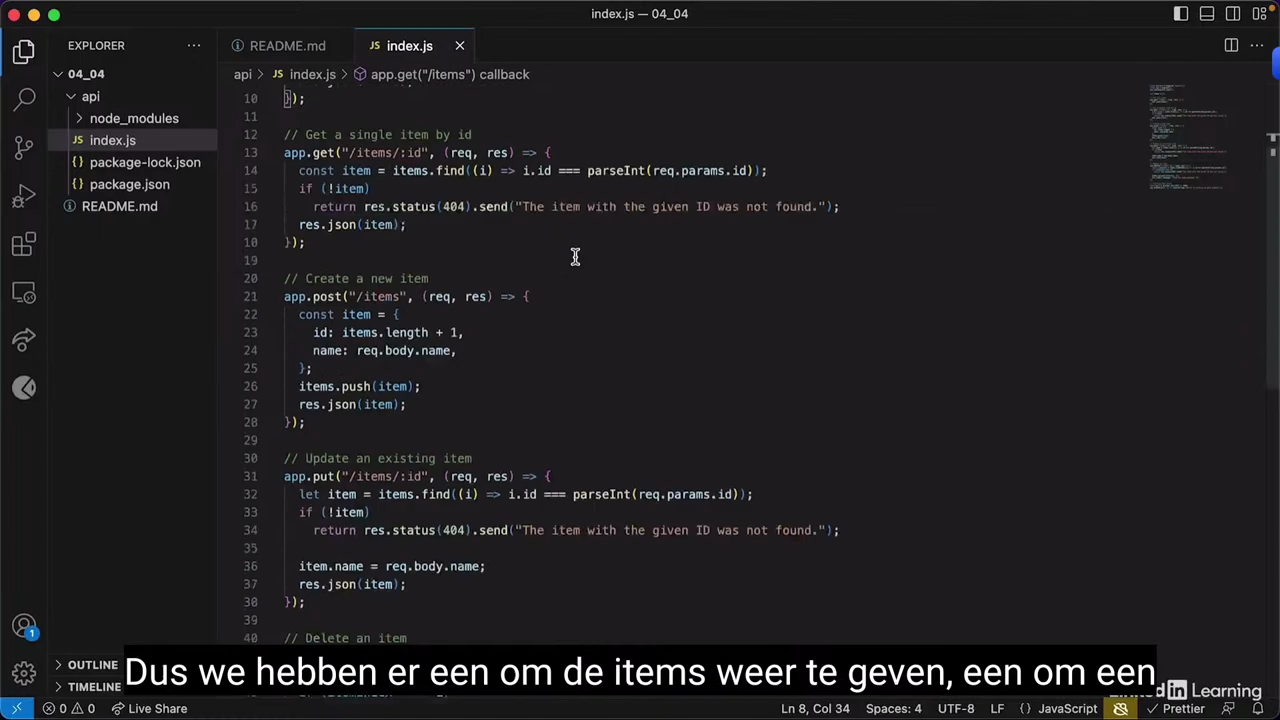 index.js — 04_04
EXPLORER
README.md
JS index.js
04_04
api
node_modules
index.js
package-lock.json
package.json
README.md
OUTLINE
TIMELINE
api > JS index.js > app.get("/items") callback
10 });
11
12 // Get a single item by id
13 app.get("/items/:id", (req, res) => {
14 const item = items.find((i) => i.id === parseInt(req.params.id));
15 if (!item)
16 return res.status(404).send("The item with the given ID was not found.");
17 res.json(item);
10 });
19
20 // Create a new item
21 app.post("/items", (req, res) => {
22 const item = {
23 id: items.length + 1,
24 name: req.body.name,
25 };
26 items.push(item);
27 res.json(item);
28 });
29
30 // Update an existing item
31 app.put("/items/:id", (req, res) => {
32 let item = items.find((i) => i.id === parseInt(req.params.id));
33 if (!item)
34 return res.status(404).send("The item with the given ID was not found.");
35
36 item.name = req.body.name;
37 res.json(item);
30 });
39
40 // Delete an item
Dus we hebben er een om de items weer te geven, een om een
in Learning
1
0 0 Live Share
Ln 8, Col 34 Spaces: 4 UTF-8 LF {} JavaScript Prettier